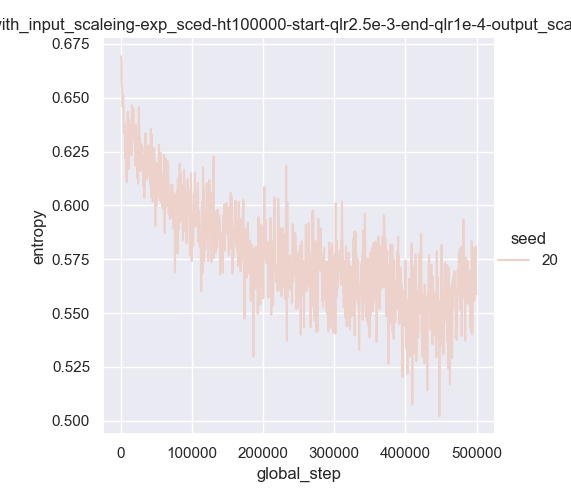 with_input_scaleing-exp_sced-ht100000-start-qlr2.5e-3-end-qlr1e-4-output_sca
0.675
0.650
0.625
0.600
0.575
0.550
0.525
0.500
entropy
0 100000 200000 300000 400000 500000
global_step
seed
20